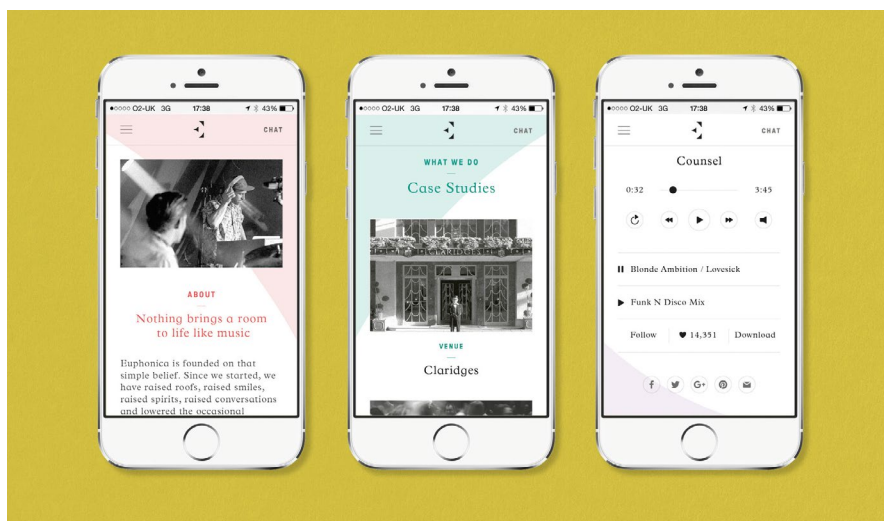 O2-UK 3G 17:38 43%
CHAT
ABOUT
Nothing brings a room
to life like music
Euphonica is founded on that
simple belief. Since we started, we
have raised roofs, raised smiles,
raised spirits, raised conversations
and lowered the occasional
O2-UK 3G 17:38 43%
CHAT
WHAT WE DO
Case Studies
CLARIDGE'S
VENUE
Claridges
O2-UK 3G 17:38 43%
CHAT
Counsel
0:32 3:45
Blonde Ambition / Lovesick
Funk N Disco Mix
Follow 14,351 Download
f G+